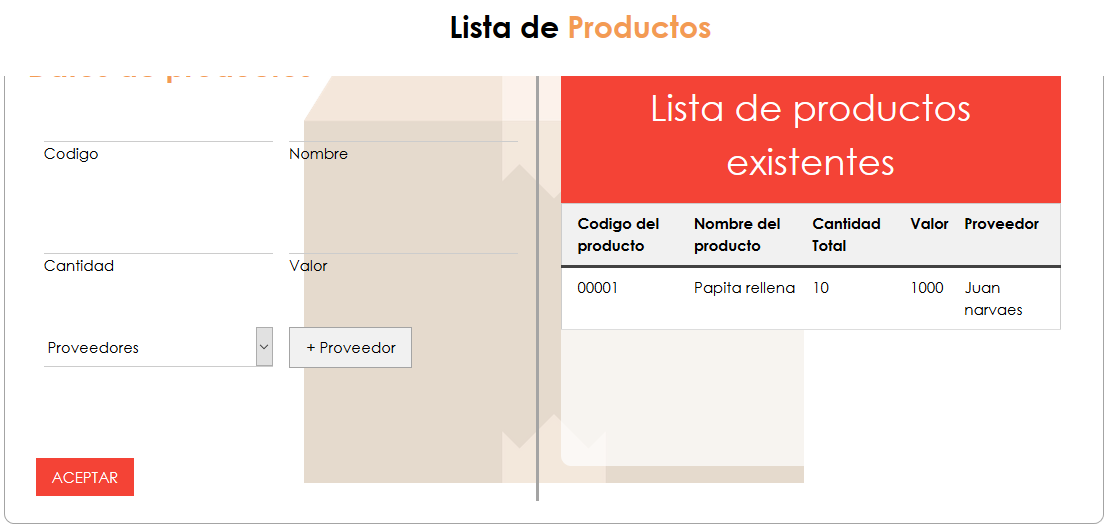 Lista de Productos
Codigo
Nombre
Cantidad
Valor
Proveedores
+ Proveedor
ACEPTAR
Lista de productos
existentes
Codigo del producto
Nombre del producto
Cantidad Total
Valor
Proveedor
00001
Papita rellena
10
1000
Juan narvaes